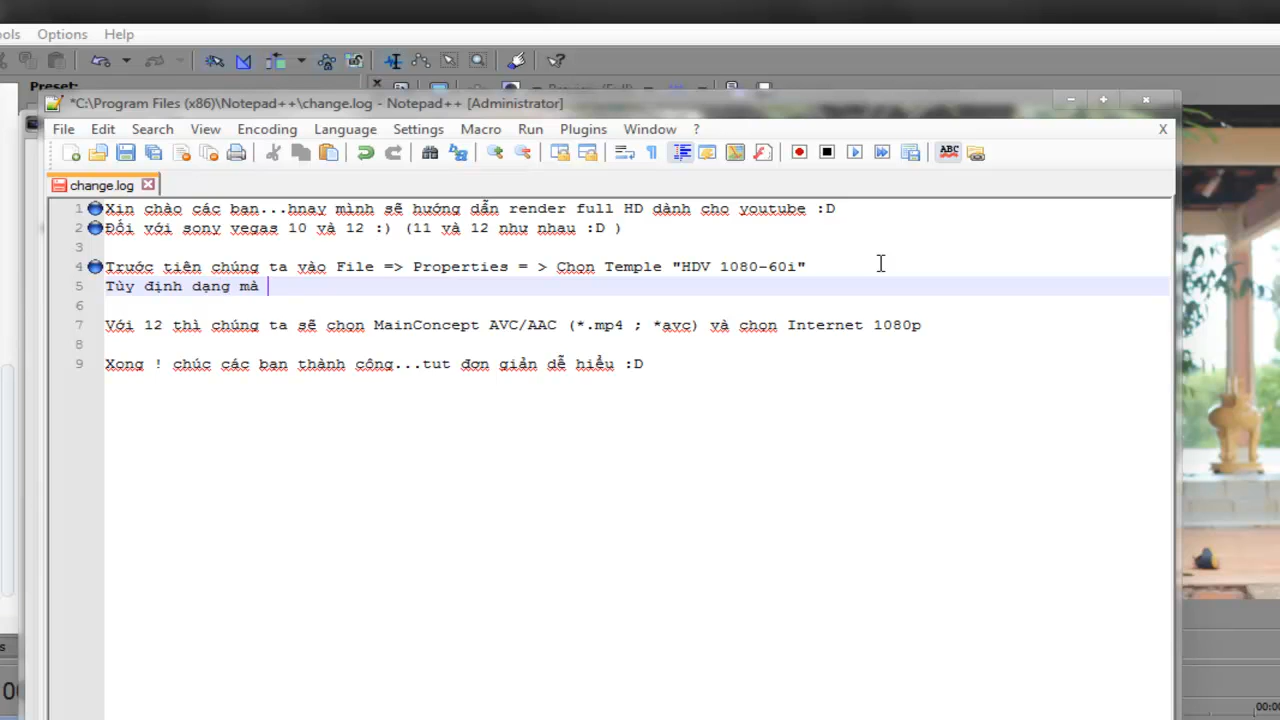 ols Options Help
Preset:
*C:\Program Files (x86)\Notepad++\change.log - Notepad++ [Administrator]
File Edit Search View Encoding Language Settings Macro Run Plugins Window ? X
ABC
change.log
1 Xin chào các bạn...hnay mình sẽ hướng dẫn render full HD dành cho youtube :D
2 Đối với sony vegas 10 và 12 :) (11 và 12 như nhau :D )
3
4 Trước tiên chúng ta vào File => Properties = > Chọn Temple "HDV 1080-60i"
5 Tùy định dạng mà
6
7 Với 12 thì chúng ta sẽ chọn MainConcept AVC/AAC (*.mp4 ; *avc) và chọn Internet 1080p
8
9 Xong ! chúc các bạn thành công...tut đơn giản dễ hiểu :D
s
00
00:00